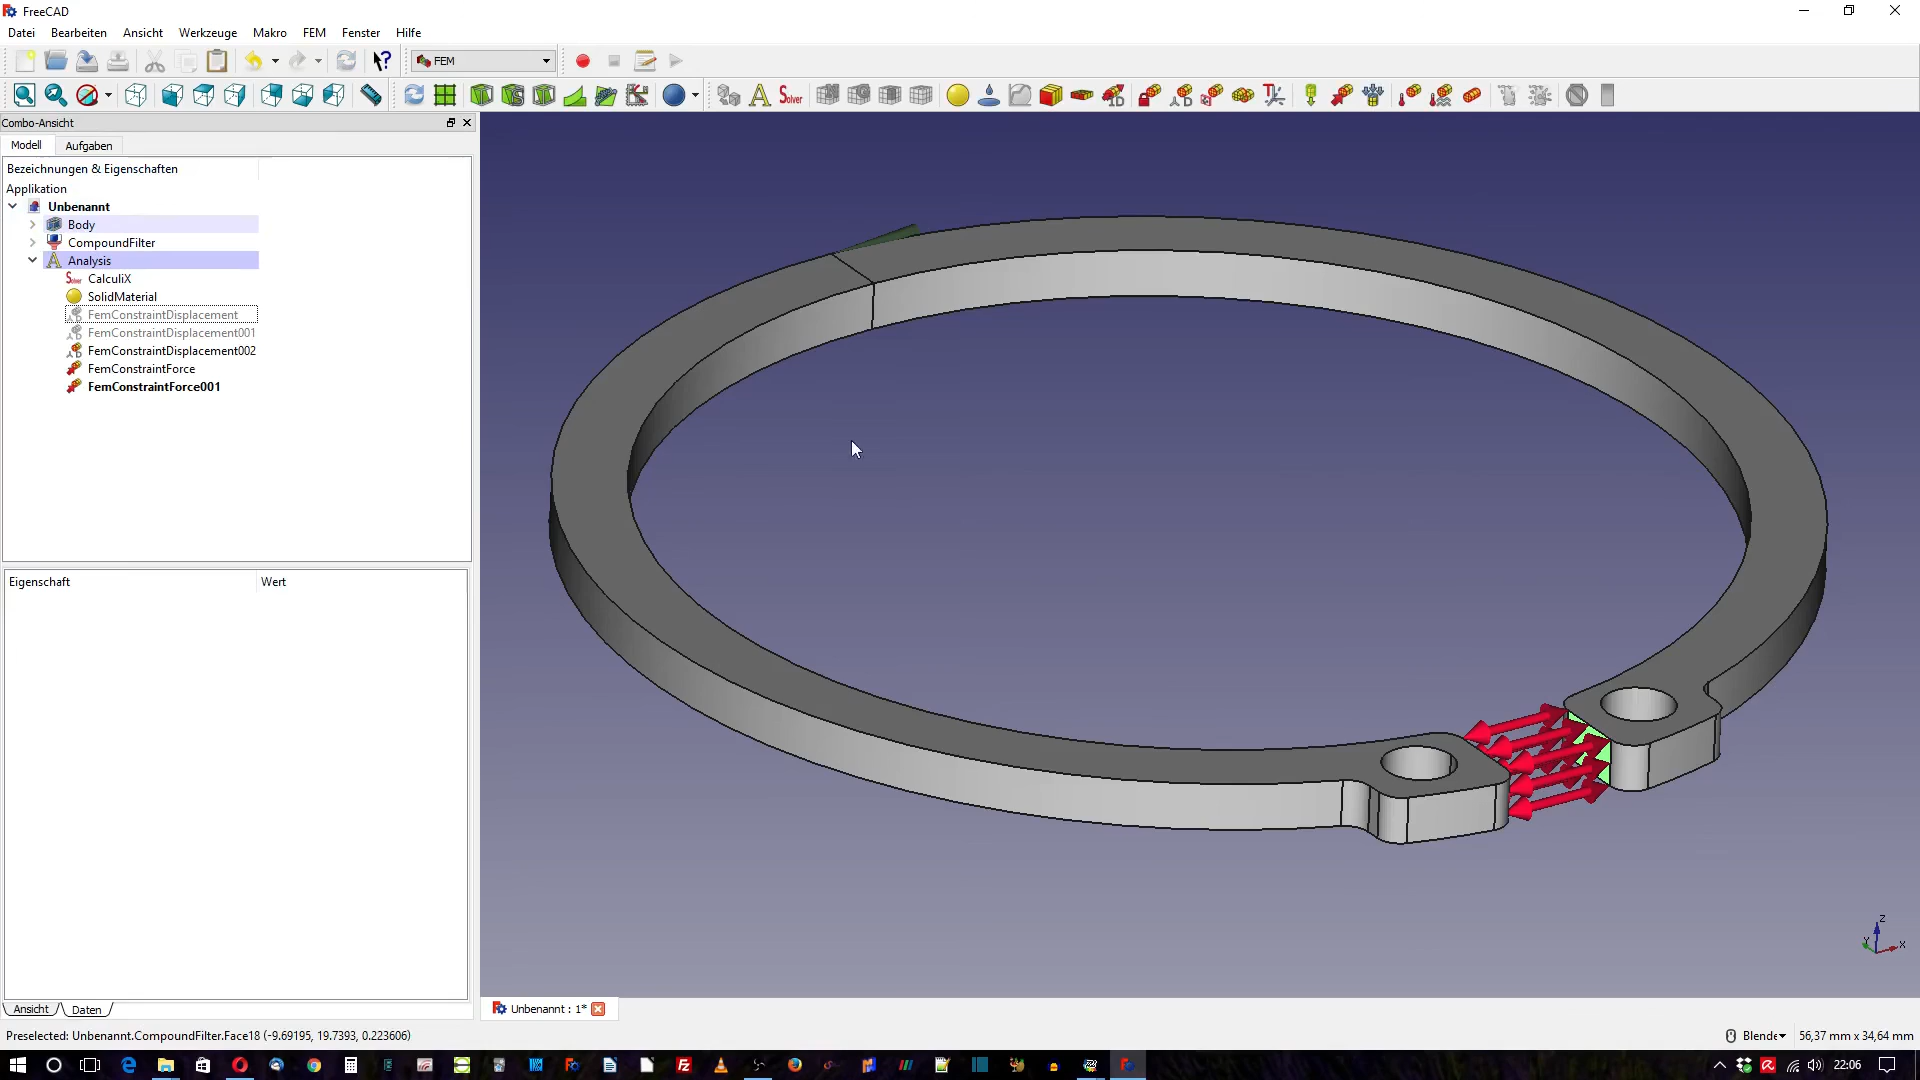 FreeCAD
Datei Bearbeiten Ansicht Werkzeuge Makro FEM Fenster Hilfe
FEM
Solver
Combo-Ansicht
Modell Aufgaben
Bezeichnungen & Eigenschaften
Applikation
Unbenannt
Body
CompoundFilter
Analysis
CalculiX
SolidMaterial
FemConstraintDisplacement
FemConstraintDisplacement001
FemConstraintDisplacement002
FemConstraintForce
FemConstraintForce001
Eigenschaft Wert
Z
Y X
Ansicht Daten
Unbenannt : 1*
Preselected: Unbenannt.CompoundFilter.Face18 (-9.69195, 19.7393, 0.223606)
Blender 56,37 mm x 34,64 mm
22:06